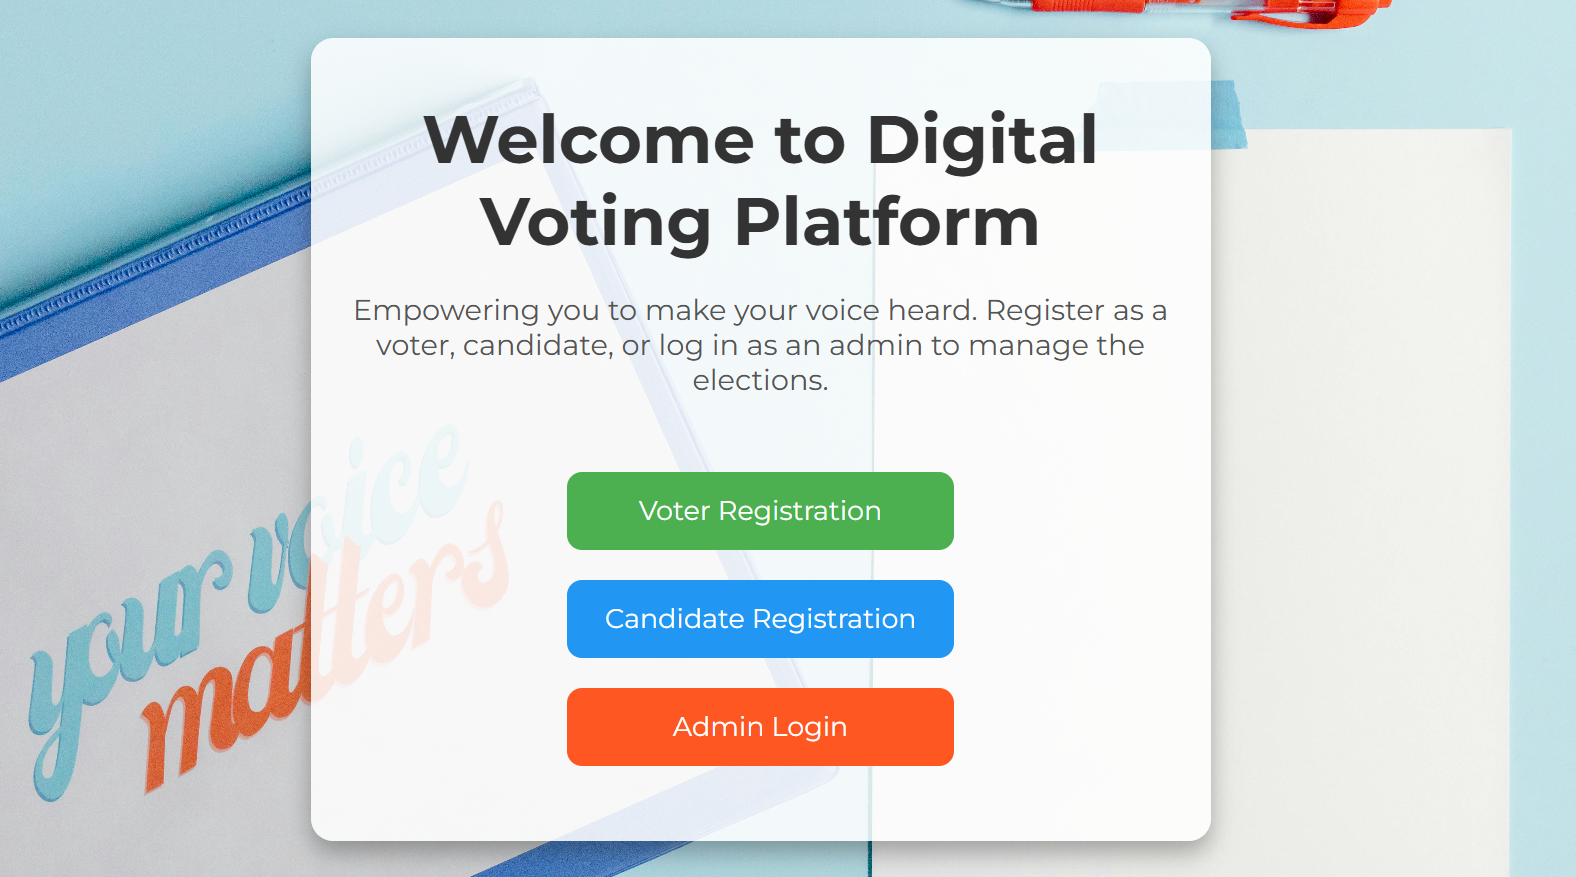 Welcome to Digital
Voting Platform
Empowering you to make your voice heard. Register as a
voter, candidate, or log in as an admin to manage the
elections.
your voice
matters
Voter Registration
Candidate Registration
Admin Login